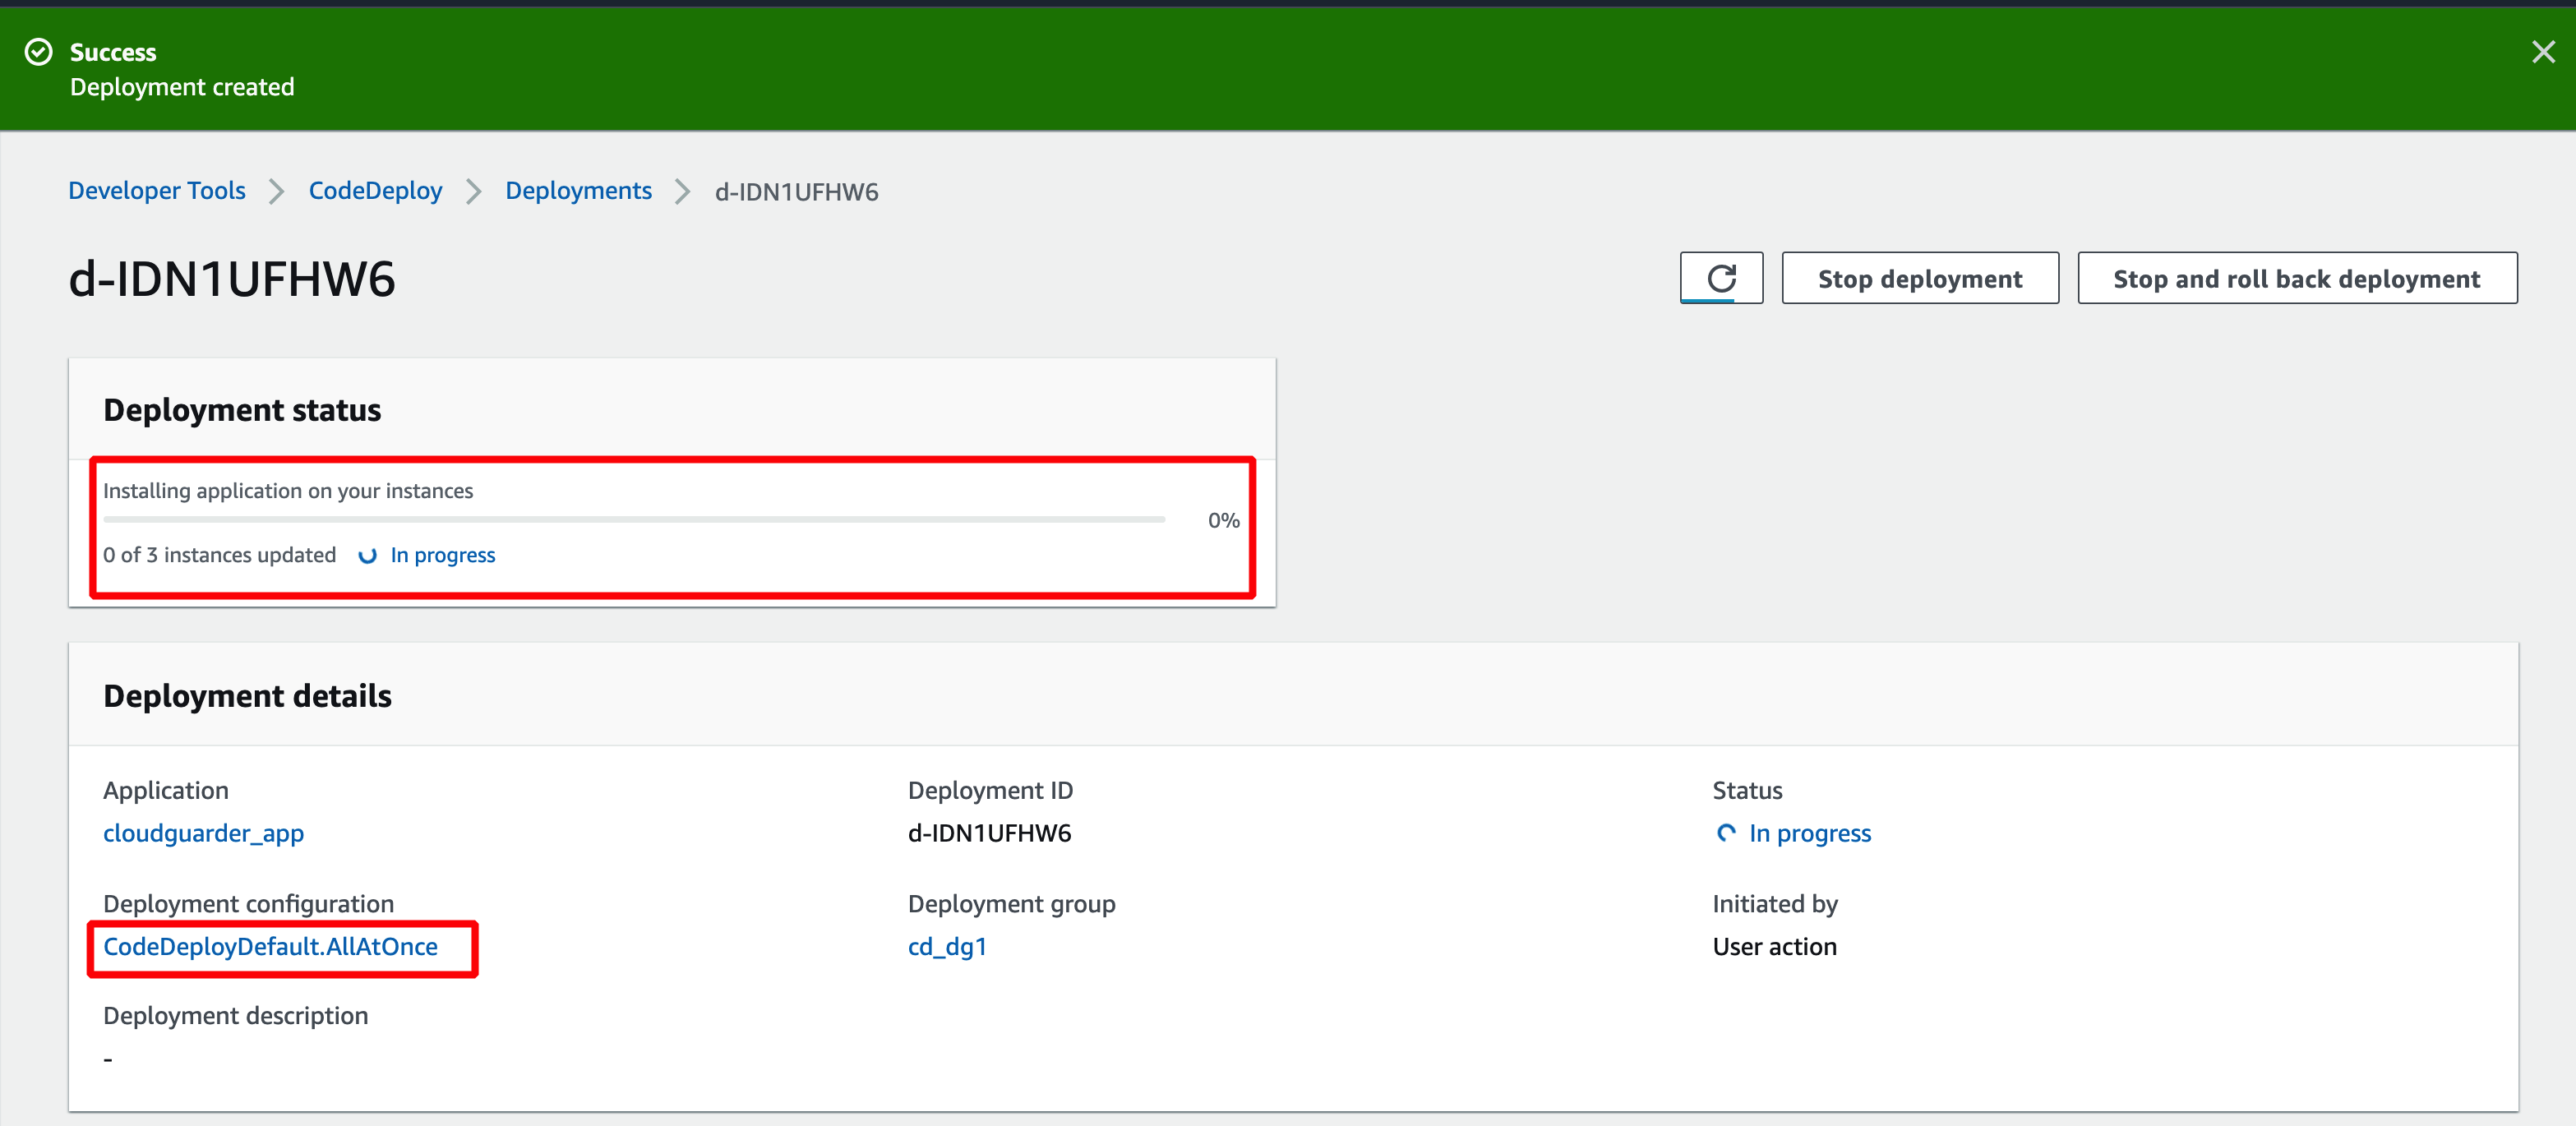 Success
Deployment created
Developer Tools
CodeDeploy
Deployments
d-IDN1UFHW6
d-IDN1UFHW6
Stop deployment
Stop and roll back deployment
Deployment status
Installing application on your instances
0%
0 of 3 instances updated
In progress
Deployment details
Application
Deployment ID
Status
cloudguarder_app
d-IDN1UFHW6
In progress
Deployment configuration
Deployment group
Initiated by
CodeDeployDefault.AllAtOnce
cd_dg1
User action
Deployment description
-